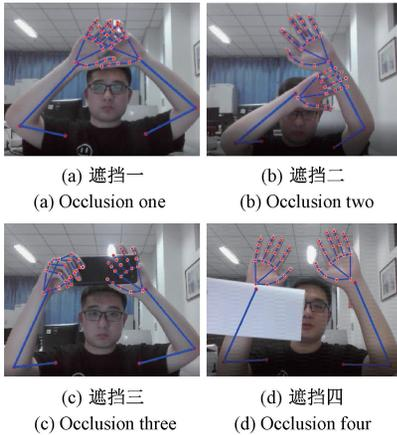 (a) 遮挡一
(a) Occlusion one
(b) 遮挡二
(b) Occlusion two
(c) 遮挡三
(c) Occlusion three
(d) 遮挡四
(d) Occlusion four